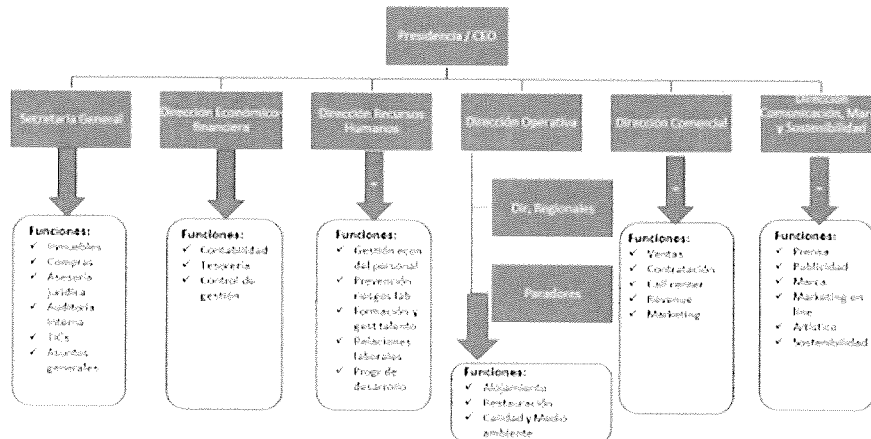 Presidencia / CEO
Secretaría General
Dirección Económico-
financiera
Dirección Recursos
Humanos
Dirección Operativa
Dirección Comercial
Dirección
Comunicación, Marca
y Sostenibilidad
Dir, Regionales
Paradores
Funciones:
✓ Inmuebles
✓ Compras
✓ Asesoría
jurídica
✓ Auditoría
Interna
✓ TICs
✓ Asuntos
generales
Funciones:
✓ Contabilidad
✓ Tesorería
✓ Control de
gestión
Funciones:
✓ Gestión econ
del personal
✓ Prevención
riesgos lab
✓ Formación y
gest talento
✓ Relaciones
laborales
✓ Progr de
desarrollo
Funciones:
✓ Alojamiento
✓ Restauración
✓ Calidad y Medio
ambiente
Funciones:
✓ Ventas
✓ Contratación
✓ Call center
✓ Revenue
✓ Marketing
Funciones:
✓ Prensa
✓ Publicidad
✓ Marca
✓ Marketing on
line
✓ Artística
✓ Sostenibilidad